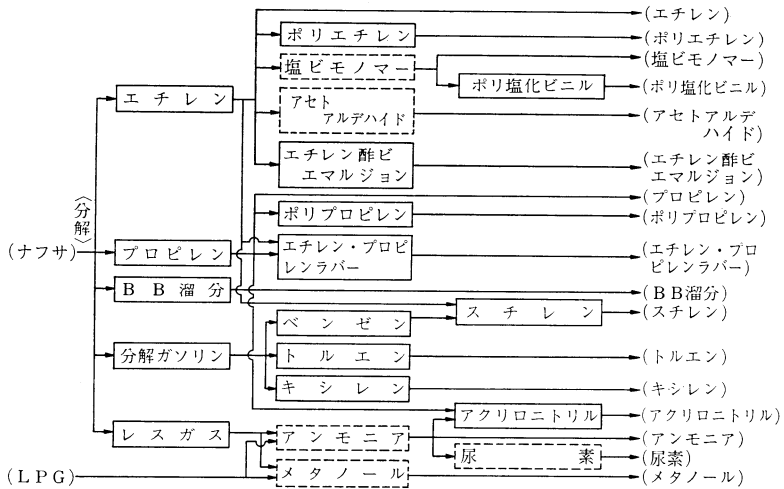 (エチレン)
ポリエチレン (ポリエチレン)
塩ビモノマー (塩ビモノマー)
エチレン ポリ塩化ビニル (ポリ塩化ビニル)
アセト
アルデハイド (アセトアルデ
ハイド)
エチレン酢ビ
エマルジョン (エチレン酢ビ
エマルジョン)
〈分解〉 (プロピレン)
ポリプロピレン (ポリプロピレン)
(ナフサ) プロピレン エチレン・プロピ
レンラバー (エチレン・プロ
ピレンラバー)
BB溜分 (BB溜分)
ベンゼン スチレン (スチレン)
分解ガソリン トルエン (トルエン)
キシレン (キシレン)
アクリロニトリル (アクリロニトリル)
レスガス アンモニア (アンモニア)
尿素 (尿素)
(LPG) メタノール (メタノール)